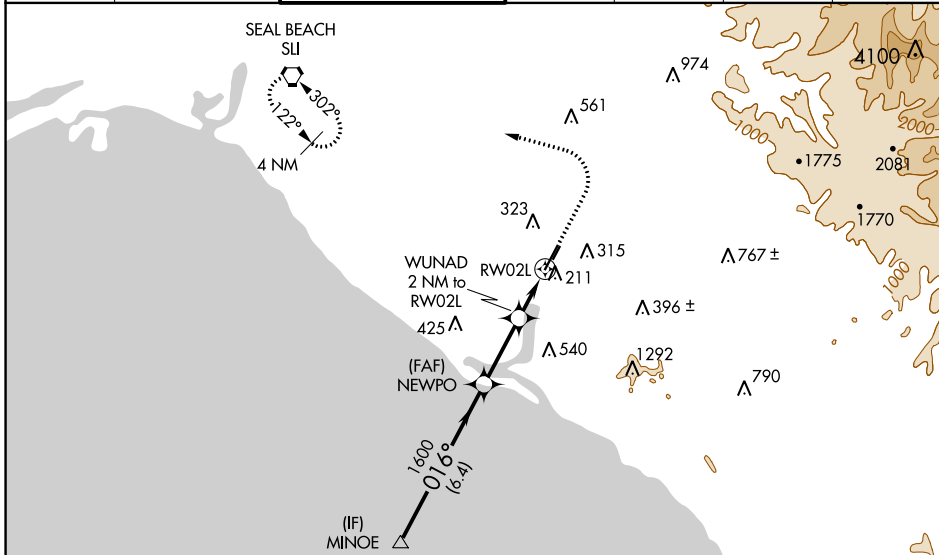 SEAL BEACH
SLI
302°
122°
4 NM
974
4100
561
1000
2000
1775
2081
1770
323
WUNAD
2 NM to
RW02L
RW02L
315
211
767 ±
1000
425
396 ±
540
1292
(FAF)
NEWPO
790
1600
016°
(6.4)
(IF)
MINOE